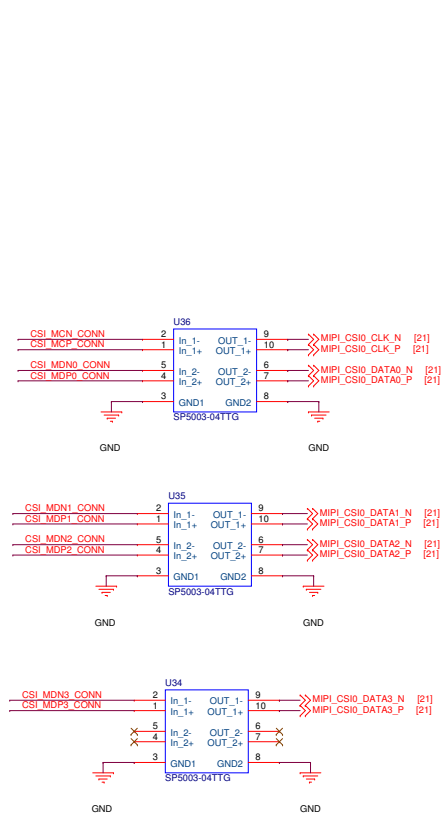 U36
CSI_MCN_CONN 2 In_1- OUT_1- 9 MIPI_CSI0_CLK_N [21]
CSI_MCP_CONN 1 In_1+ OUT_1+ 10 MIPI_CSI0_CLK_P [21]
CSI_MDN0_CONN 5 In_2- OUT_2- 6 MIPI_CSI0_DATA0_N [21]
CSI_MDP0_CONN 4 In_2+ OUT_2+ 7 MIPI_CSI0_DATA0_P [21]
3 GND1 GND2 8
SP5003-04TTG
GND GND
U35
CSI_MDN1_CONN 2 In_1- OUT_1- 9 MIPI_CSI0_DATA1_N [21]
CSI_MDP1_CONN 1 In_1+ OUT_1+ 10 MIPI_CSI0_DATA1_P [21]
CSI_MDN2_CONN 5 In_2- OUT_2- 6 MIPI_CSI0_DATA2_N [21]
CSI_MDP2_CONN 4 In_2+ OUT_2+ 7 MIPI_CSI0_DATA2_P [21]
3 GND1 GND2 8
SP5003-04TTG
GND GND
U34
CSI_MDN3_CONN 2 In_1- OUT_1- 9 MIPI_CSI0_DATA3_N [21]
CSI_MDP3_CONN 1 In_1+ OUT_1+ 10 MIPI_CSI0_DATA3_P [21]
5 In_2- OUT_2- 6
4 In_2+ OUT_2+ 7
3 GND1 GND2 8
SP5003-04TTG
GND GND